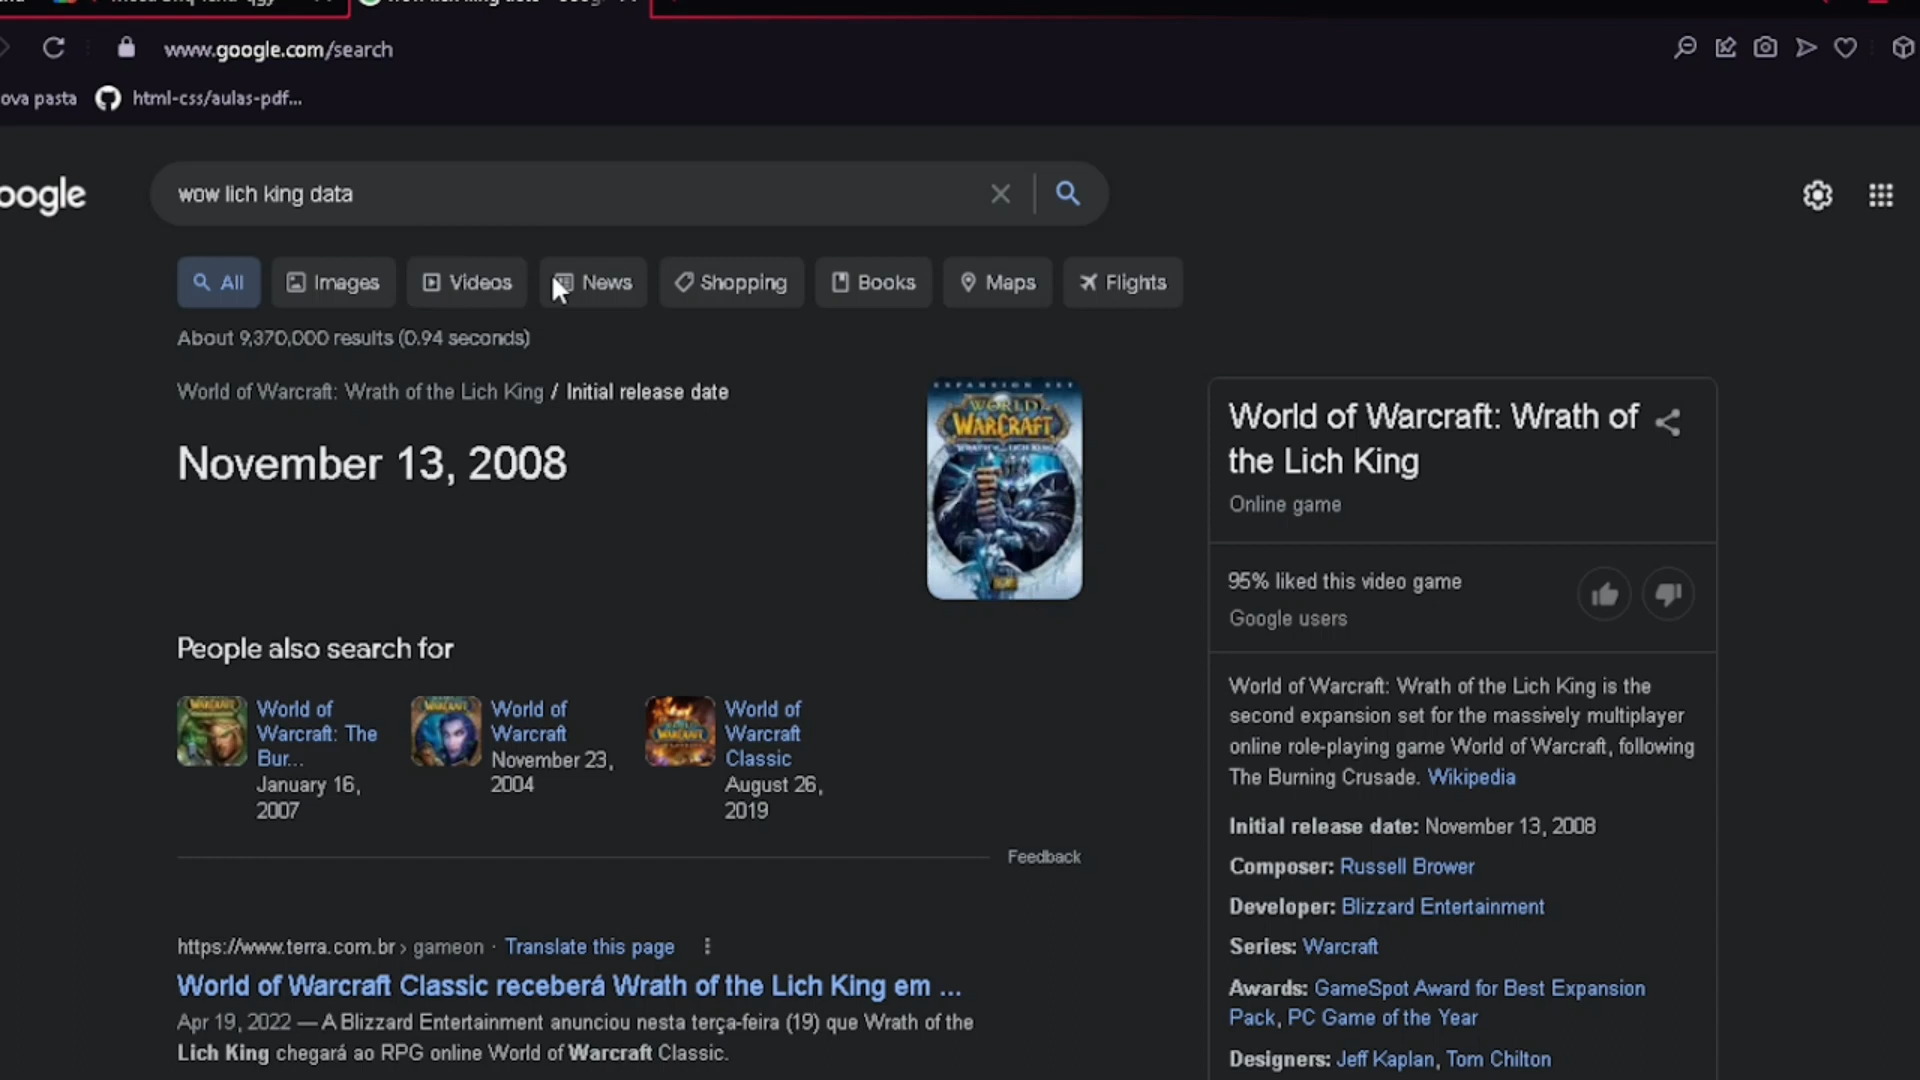 www.google.com/search
ova pasta
html-css/aulas-pdf...
oogle
wow lich king data
All
Images
Videos
News
Shopping
Books
Maps
Flights
About 9,370,000 results (0.94 seconds)
World of Warcraft: Wrath of the Lich King / Initial release date
November 13, 2008
EXPANSION SET
WORLD
WARCRAFT
World of Warcraft: Wrath of
the Lich King
Online game
95% liked this video game
Google users
World of Warcraft: Wrath of the Lich King is the
second expansion set for the massively multiplayer
online role-playing game World of Warcraft, following
The Burning Crusade. Wikipedia
Initial release date: November 13, 2008
Composer: Russell Brower
Developer: Blizzard Entertainment
Series: Warcraft
Awards: GameSpot Award for Best Expansion
Pack, PC Game of the Year
Designers: Jeff Kaplan, Tom Chilton
People also search for
World of
Warcraft: The
Bur...
January 16,
2007
World of
Warcraft
November 23,
2004
World of
Warcraft
Classic
August 26,
2019
Feedback
https://www.terra.com.br › gameon · Translate this page
World of Warcraft Classic receberá Wrath of the Lich King em ...
Apr 19, 2022 — A Blizzard Entertainment anunciou nesta terça-feira (19) que Wrath of the
Lich King chegará ao RPG online World of Warcraft Classic.